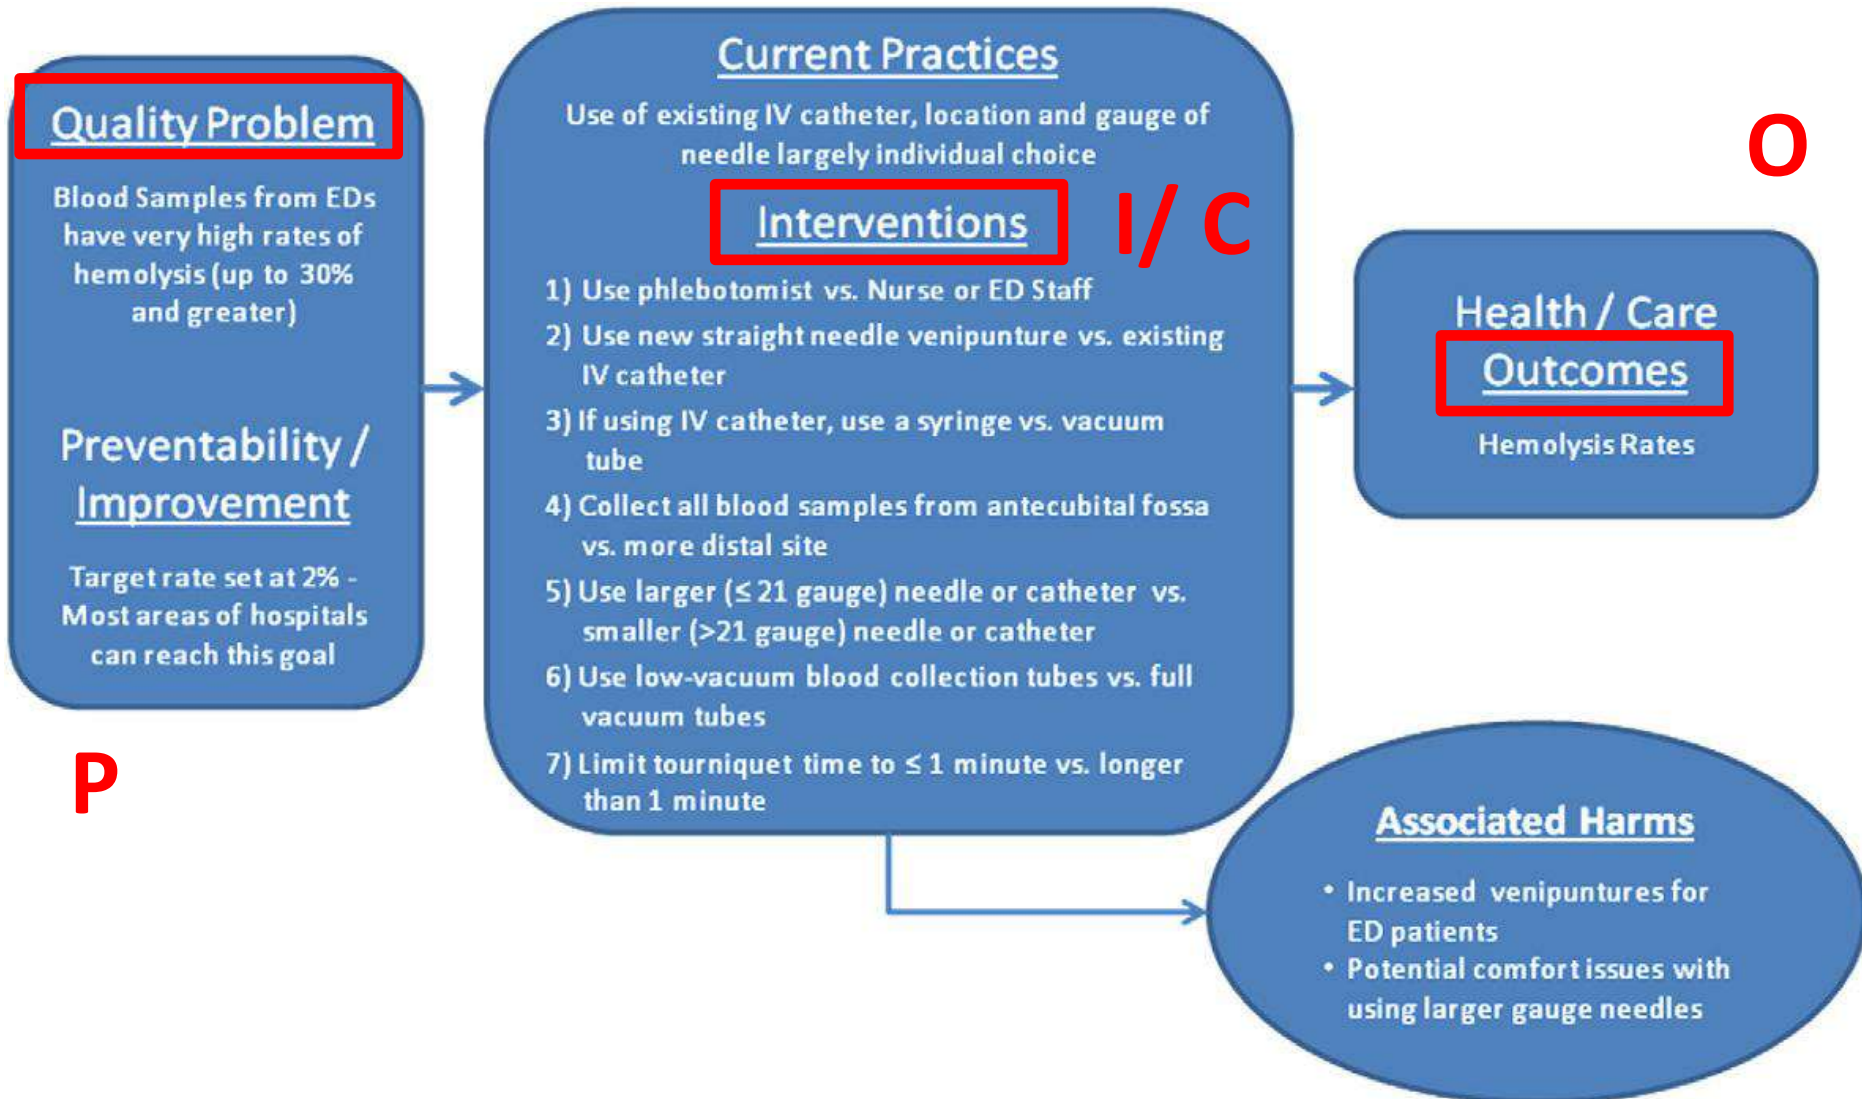 Quality Problem
Blood Samples from EDs
have very high rates of
hemolysis (up to 30%
and greater)
Preventability /
Improvement
Target rate set at 2% -
Most areas of hospitals
can reach this goal
P
Current Practices
Use of existing IV catheter, location and gauge of
needle largely individual choice
Interventions
I/ C
1) Use phlebotomist vs. Nurse or ED Staff
2) Use new straight needle venipunture vs. existing
IV catheter
3) If using IV catheter, use a syringe vs. vacuum
tube
4) Collect all blood samples from antecubital fossa
vs. more distal site
5) Use larger (≤ 21 gauge) needle or catheter vs.
smaller (>21 gauge) needle or catheter
6) Use low-vacuum blood collection tubes vs. full
vacuum tubes
7) Limit tourniquet time to ≤ 1 minute vs. longer
than 1 minute
O
Health / Care
Outcomes
Hemolysis Rates
Associated Harms
• Increased venipuntures for
ED patients
• Potential comfort issues with
using larger gauge needles